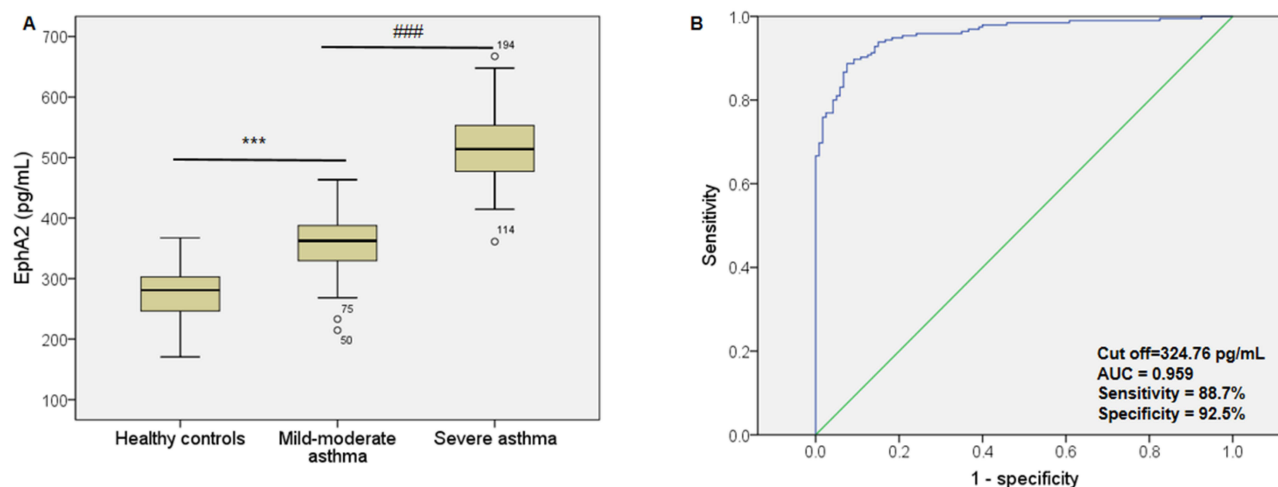 A
700
600
500
400
300
200
100
EphA2 (pg/mL)
***
###
194
114
75
50
Healthy controls
Mild-moderate
asthma
Severe asthma
B
1.0
0.8
0.6
0.4
0.2
0.0
Sensitivity
Cut off=324.76 pg/mL
AUC = 0.959
Sensitivity = 88.7%
Specificity = 92.5%
0.0 0.2 0.4 0.6 0.8 1.0
1 - specificity